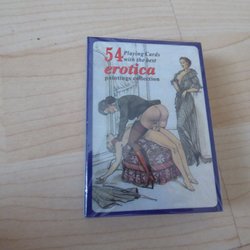 54 Playing Cards
with the best
erotica
paintings collection